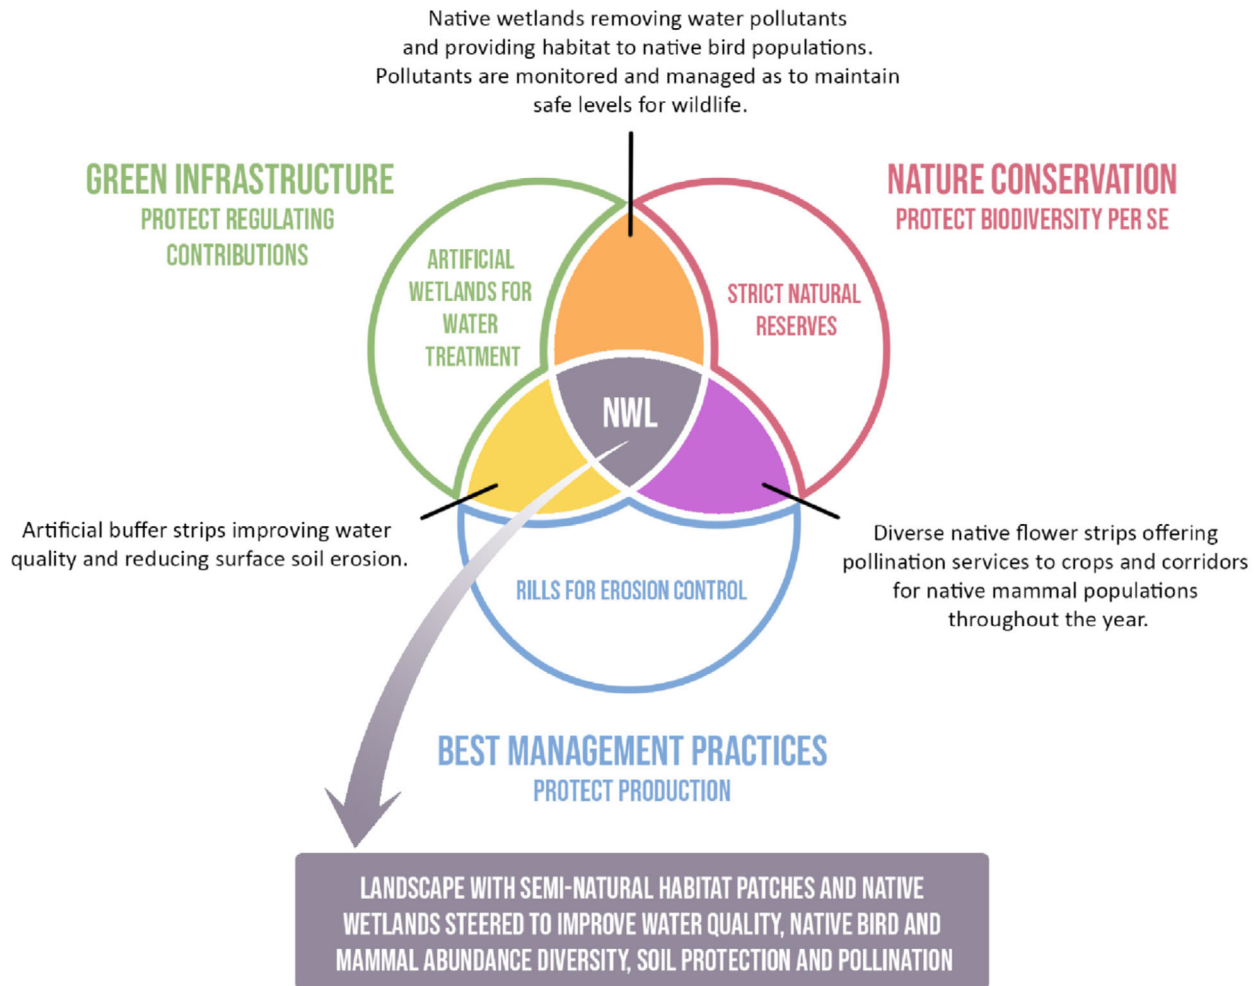 Native wetlands removing water pollutants
and providing habitat to native bird populations.
Pollutants are monitored and managed as to maintain
safe levels for wildlife.
GREEN INFRASTRUCTURE
PROTECT REGULATING
CONTRIBUTIONS
NATURE CONSERVATION
PROTECT BIODIVERSITY PER SE
ARTIFICIAL
WETLANDS FOR
WATER
TREATMENT
STRICT NATURAL
RESERVES
NWL
Artificial buffer strips improving water
quality and reducing surface soil erosion.
Diverse native flower strips offering
pollination services to crops and corridors
for native mammal populations
throughout the year.
RILLS FOR EROSION CONTROL
BEST MANAGEMENT PRACTICES
PROTECT PRODUCTION
LANDSCAPE WITH SEMI-NATURAL HABITAT PATCHES AND NATIVE
WETLANDS STEERED TO IMPROVE WATER QUALITY, NATIVE BIRD AND
MAMMAL ABUNDANCE DIVERSITY, SOIL PROTECTION AND POLLINATION